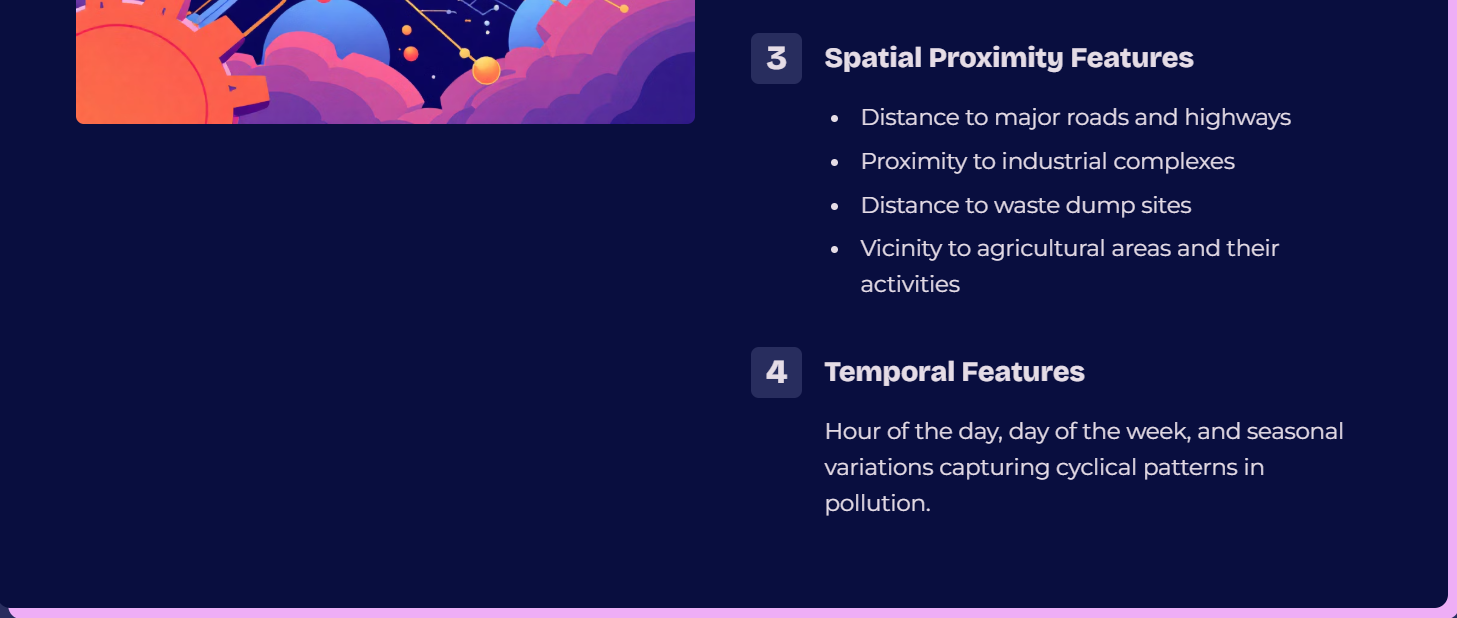 3 Spatial Proximity Features
• Distance to major roads and highways
• Proximity to industrial complexes
• Distance to waste dump sites
• Vicinity to agricultural areas and their
activities
4 Temporal Features
Hour of the day, day of the week, and seasonal
variations capturing cyclical patterns in
pollution.